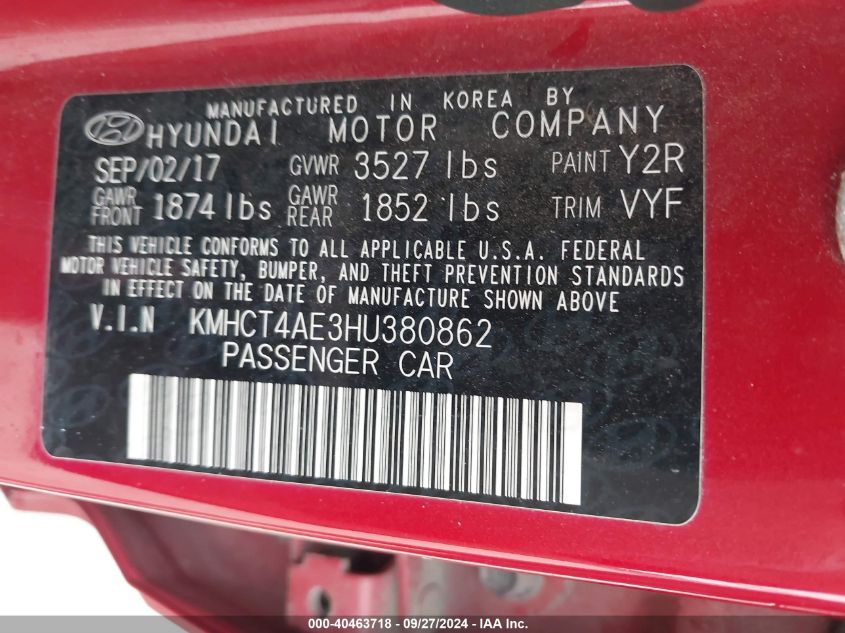 MANUFACTURED IN KOREA BY
HYUNDAI MOTOR COMPANY
SEP/02/17 GVWR 3527 lbs PAINT Y2R
GAWR FRONT 1874 lbs GAWR REAR 1852 lbs TRIM VYF
THIS VEHICLE CONFORMS TO ALL APPLICABLE U.S.A. FEDERAL
MOTOR VEHICLE SAFETY, BUMPER, AND THEFT PREVENTION STANDARDS
IN EFFECT ON THE DATE OF MANUFACTURE SHOWN ABOVE
V.I.N KMHCT4AE3HU380862
PASSENGER CAR
000-40463718 - 09/27/2024 - IAA Inc.